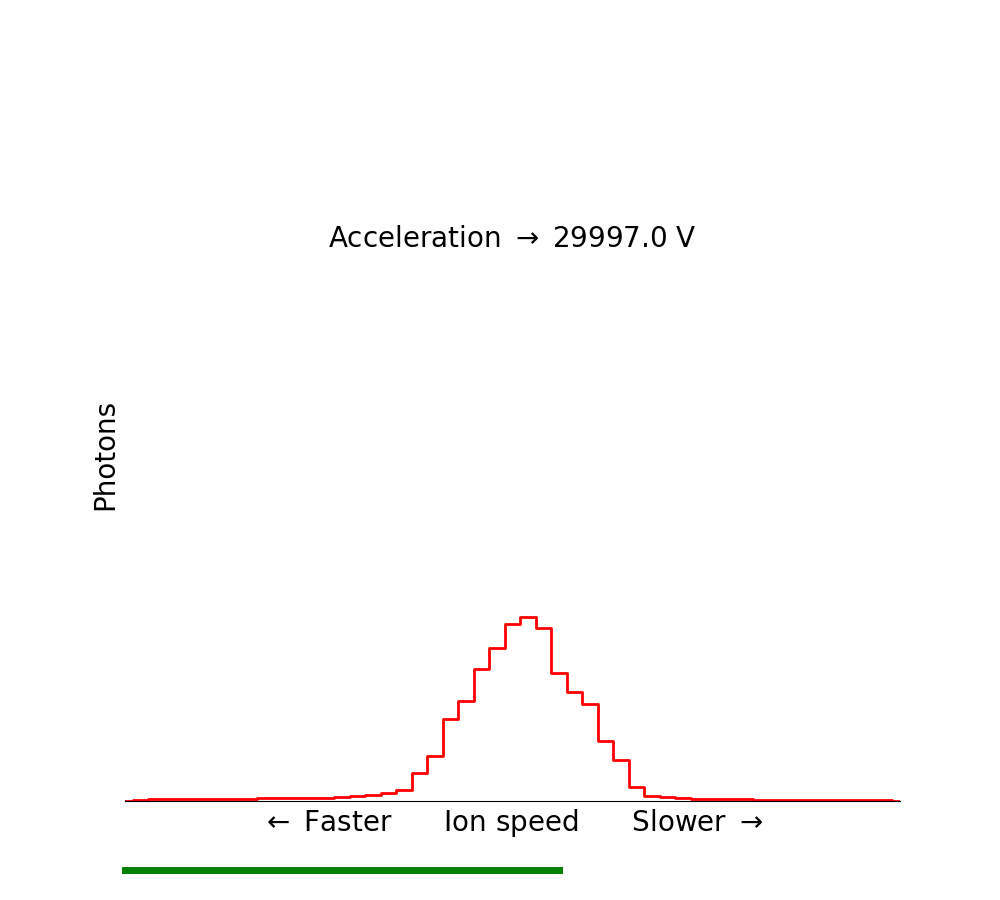 Acceleration → 29997.0 V
Photons
← Faster Ion speed Slower →